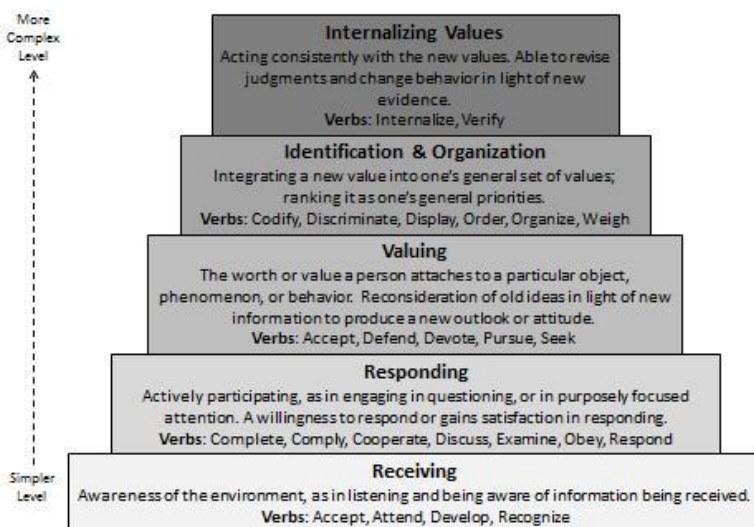 More
Complex
Level
Internalizing Values
Acting consistently with the new values. Able to revise
judgments and change behavior in light of new
evidence.
Verbs: Internalize, Verify
Identification & Organization
Integrating a new value into one's general set of values;
ranking it as one's general priorities.
Verbs: Codify, Discriminate, Display, Order, Organize, Weigh
Valuing
The worth or value a person attaches to a particular object,
phenomenon, or behavior. Reconsideration of old ideas in light of new
information to produce a new outlook or attitude.
Verbs: Accept, Defend, Devote, Pursue, Seek
Responding
Actively participating, as in engaging in questioning, or in purposely focused
attention. A willingness to respond or gains satisfaction in responding.
Verbs: Complete, Comply, Cooperate, Discuss, Examine, Obey, Respond
Simpler
Level
Receiving
Awareness of the environment, as in listening and being aware of information being received.
Verbs: Accept, Attend, Develop, Recognize